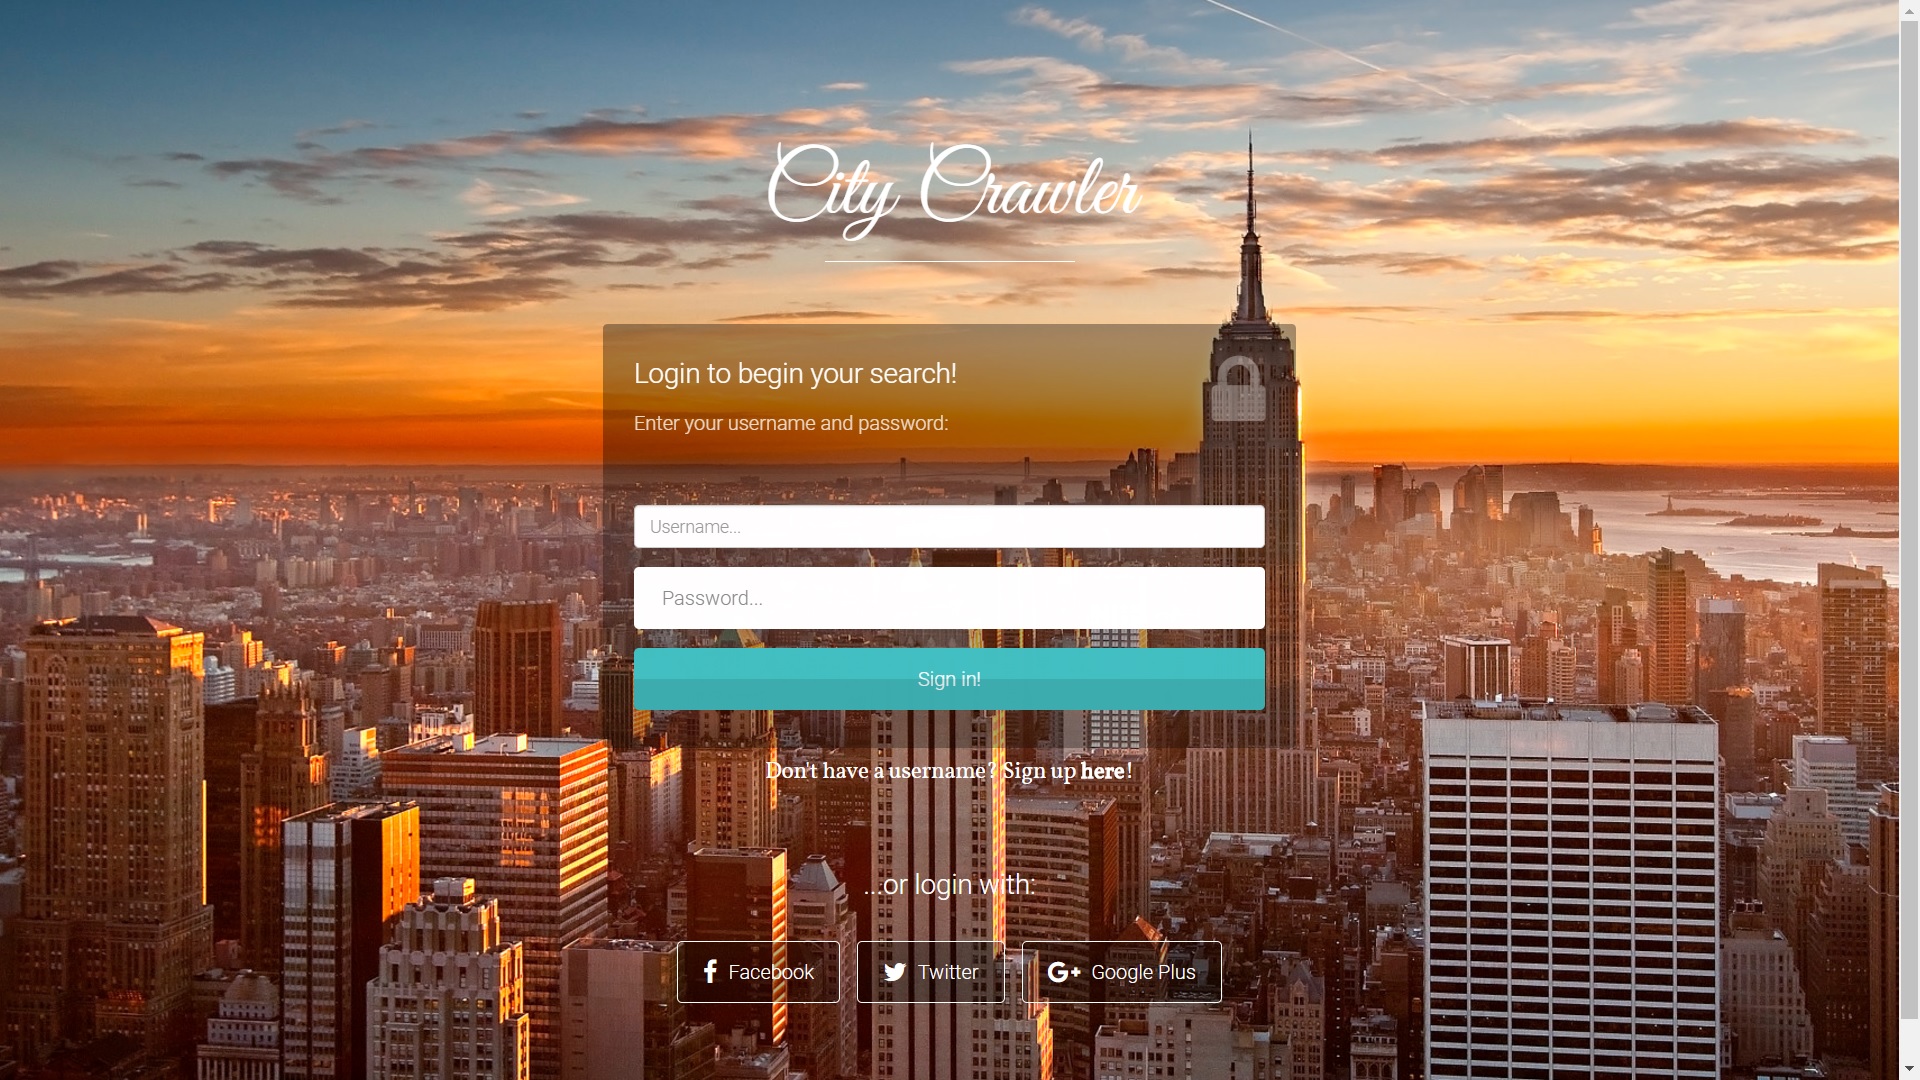 City Crawler
Login to begin your search!
Enter your username and password:
Username...
Password...
Sign in!
Don't have a username? Sign up here!
...or login with:
Facebook
Twitter
Google Plus